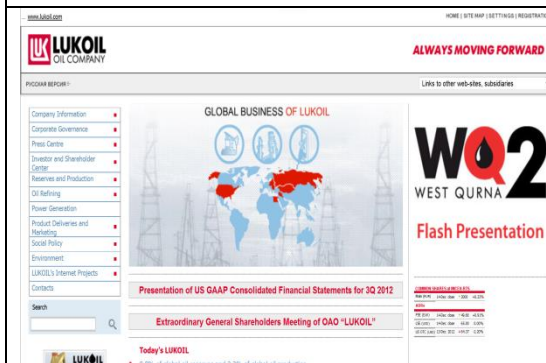 www.lukoil.com
HOME | SITE MAP | SETTINGS | REGISTRATION
LUKOIL
OIL COMPANY
ALWAYS MOVING FORWARD
РУССКАЯ ВЕРСИЯ
Links to other web-sites, subsidiaries
Company Information
Corporate Governance
Press Centre
Investor and Shareholder
Center
Reserves and Production
Oil Refining
Power Generation
Product Deliveries and
Marketing
Social Policy
Environment
LUKOIL's Internet Projects
Contacts
Search
GLOBAL BUSINESS OF LUKOIL
WQ2
WEST QURNA
Flash Presentation
Presentation of US GAAP Consolidated Financial Statements for 3Q 2012
Extraordinary General Shareholders Meeting of OAO "LUKOIL"
Today's LUKOIL
LUKOIL